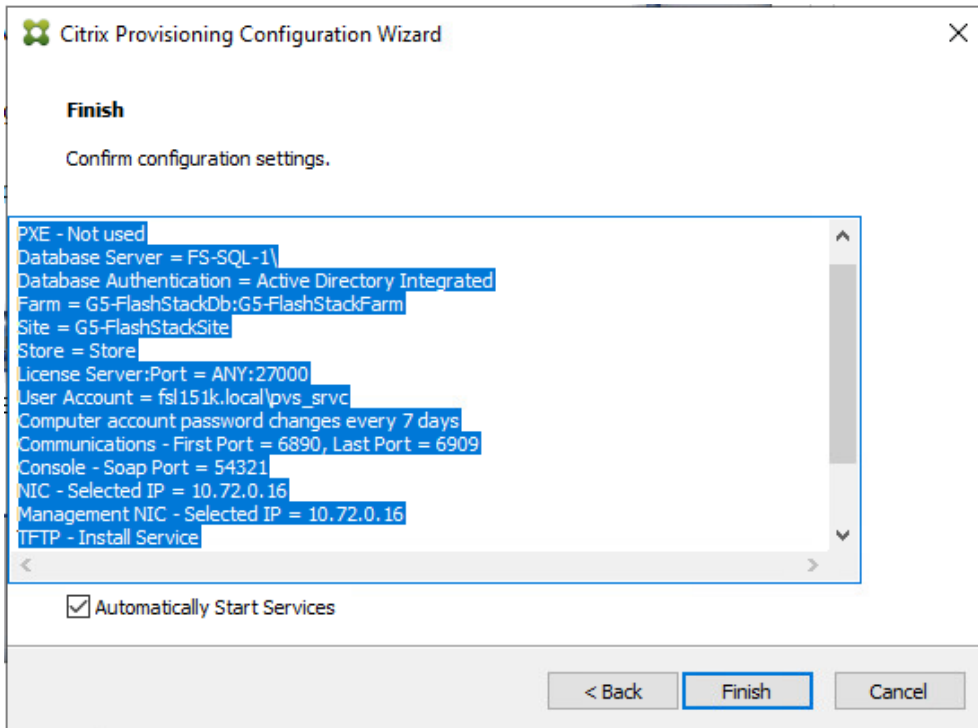 Citrix Provisioning Configuration Wizard
Finish
Confirm configuration settings.
PXE - Not used
Database Server = FS-SQL-1\
Database Authentication = Active Directory Integrated
Farm = G5-FlashStackDb:G5-FlashStackFarm
Site = G5-FlashStackSite
Store = Store
License Server:Port = ANY:27000
User Account = fsl151k.local\pvs_srvc
Computer account password changes every 7 days
Communications - First Port = 6890, Last Port = 6909
Console - Soap Port = 54321
NIC - Selected IP = 10.72.0.16
Management NIC - Selected IP = 10.72.0.16
TFTP - Install Service
Automatically Start Services
< Back Finish Cancel